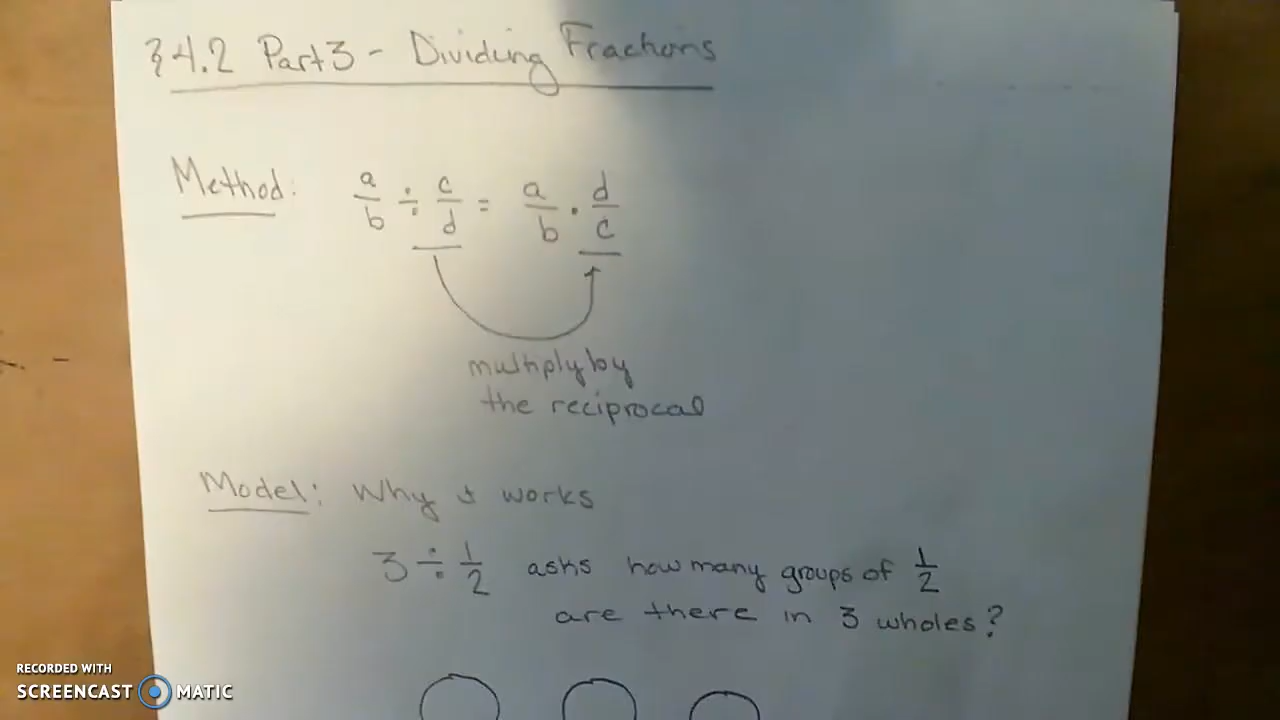 §4.2 Part 3 - Dividing Fractions
Method: a/b ÷ c/d = a/b · d/c
multiply by
the reciprocal
Model: Why it works
3 ÷ 1/2 asks how many groups of 1/2
are there in 3 wholes?
RECORDED WITH
SCREENCAST MATIC